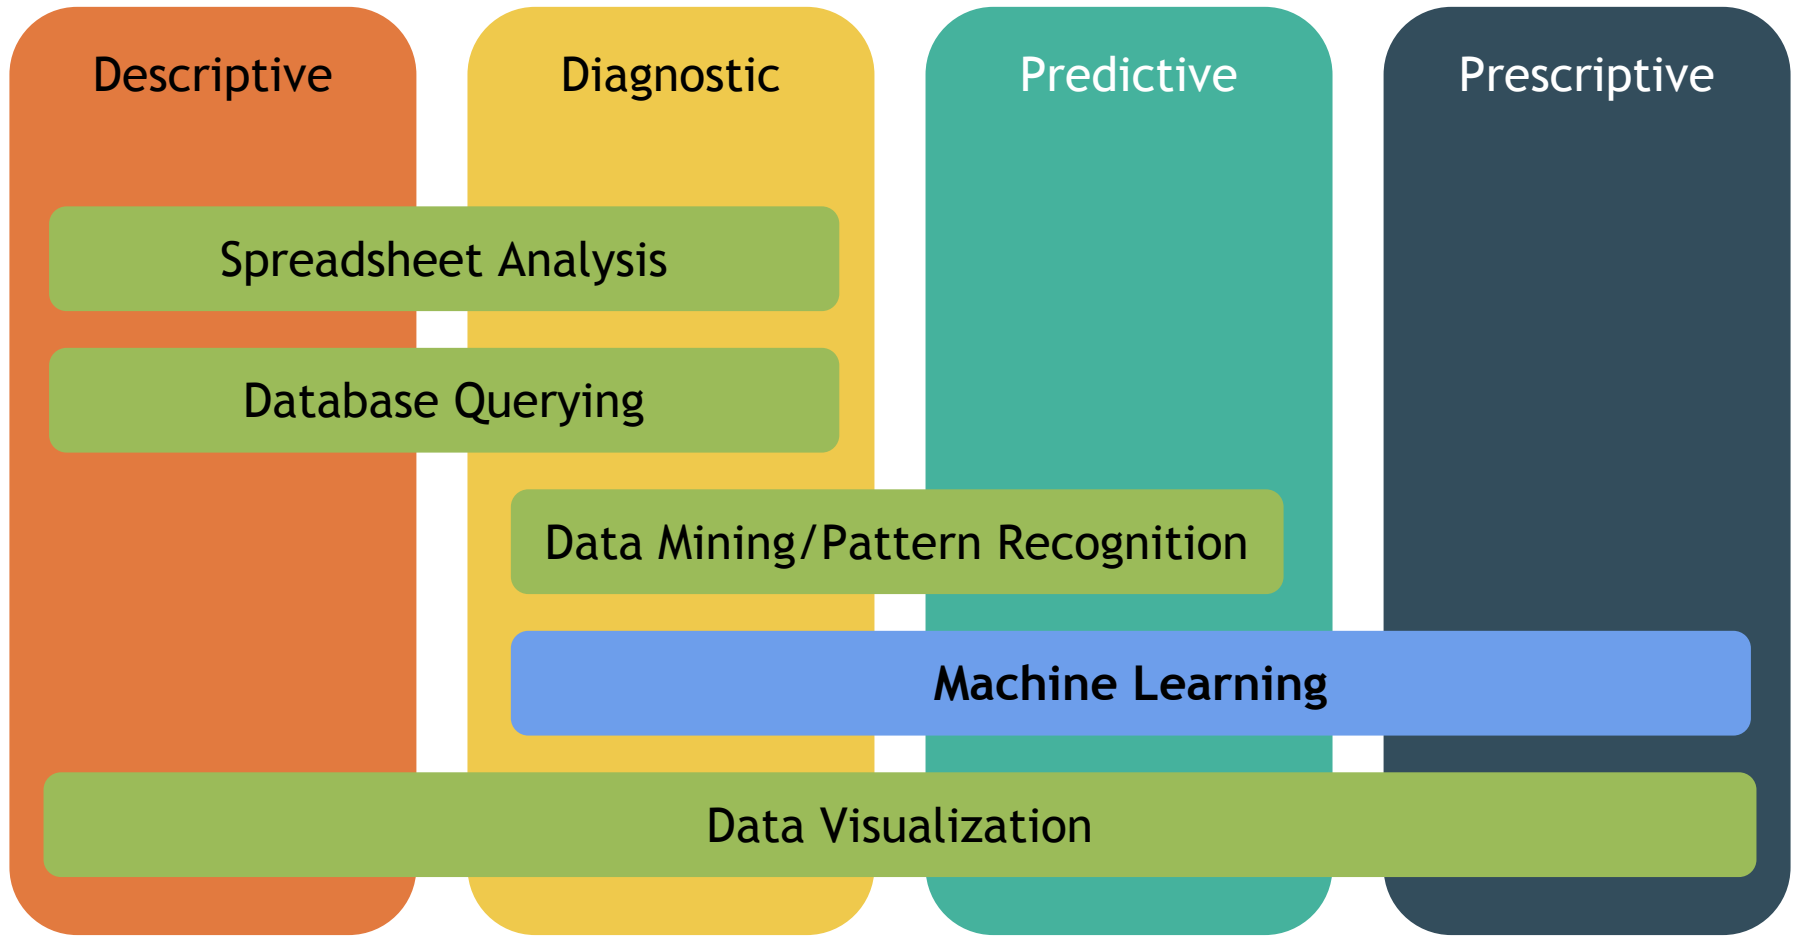 Descriptive
Diagnostic
Predictive
Prescriptive
Spreadsheet Analysis
Database Querying
Data Mining/Pattern Recognition
Machine Learning
Data Visualization